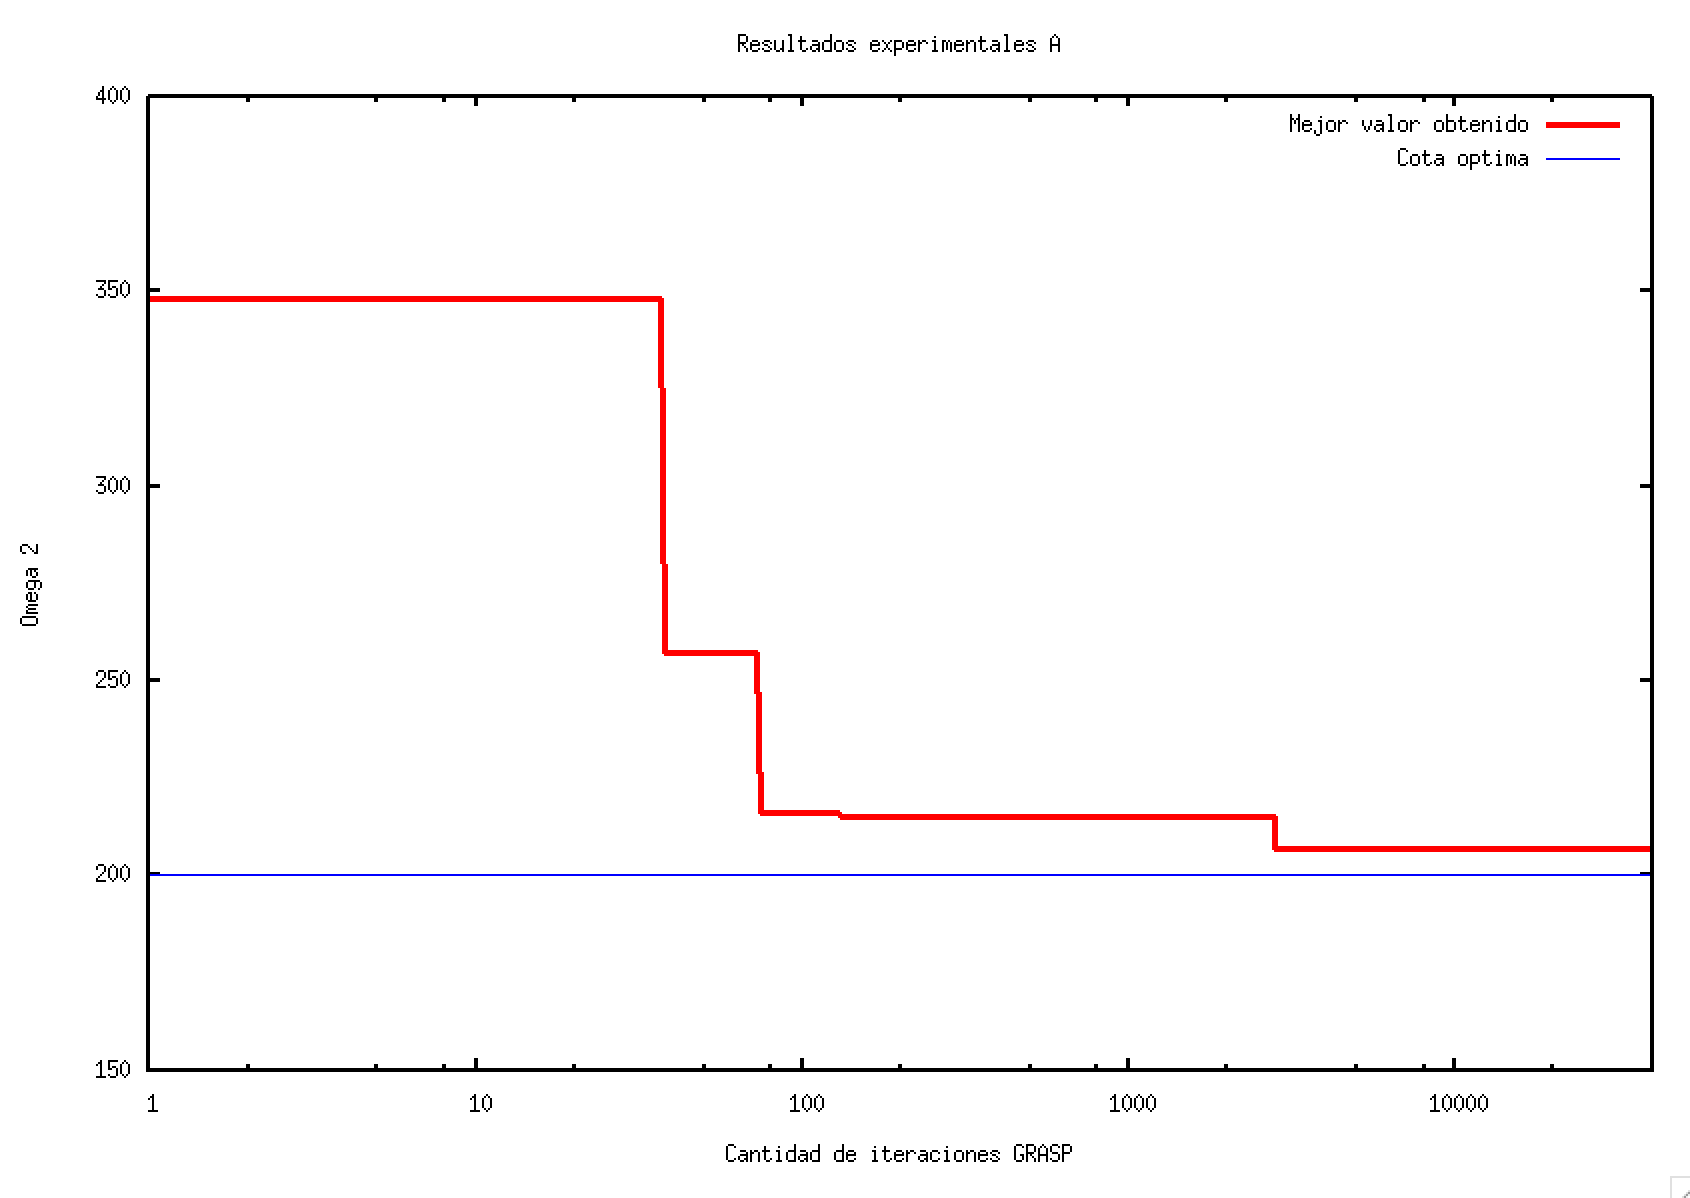 Resultados experimentales A
400
Mejor valor obtenido
Cota optima
350
300
Omega 2
250
200
150
1 10 100 1000 10000
Cantidad de iteraciones GRASP